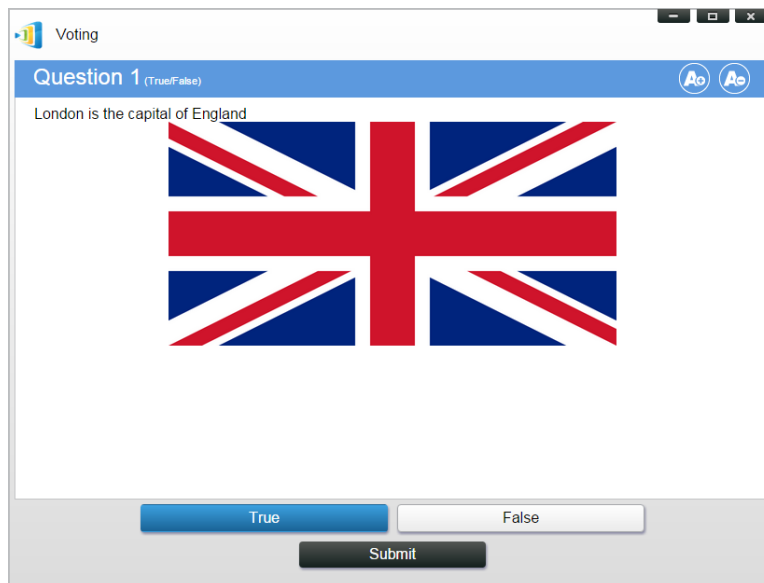 Voting
Question 1 (True/False)
A+ A-
London is the capital of England
True False
Submit